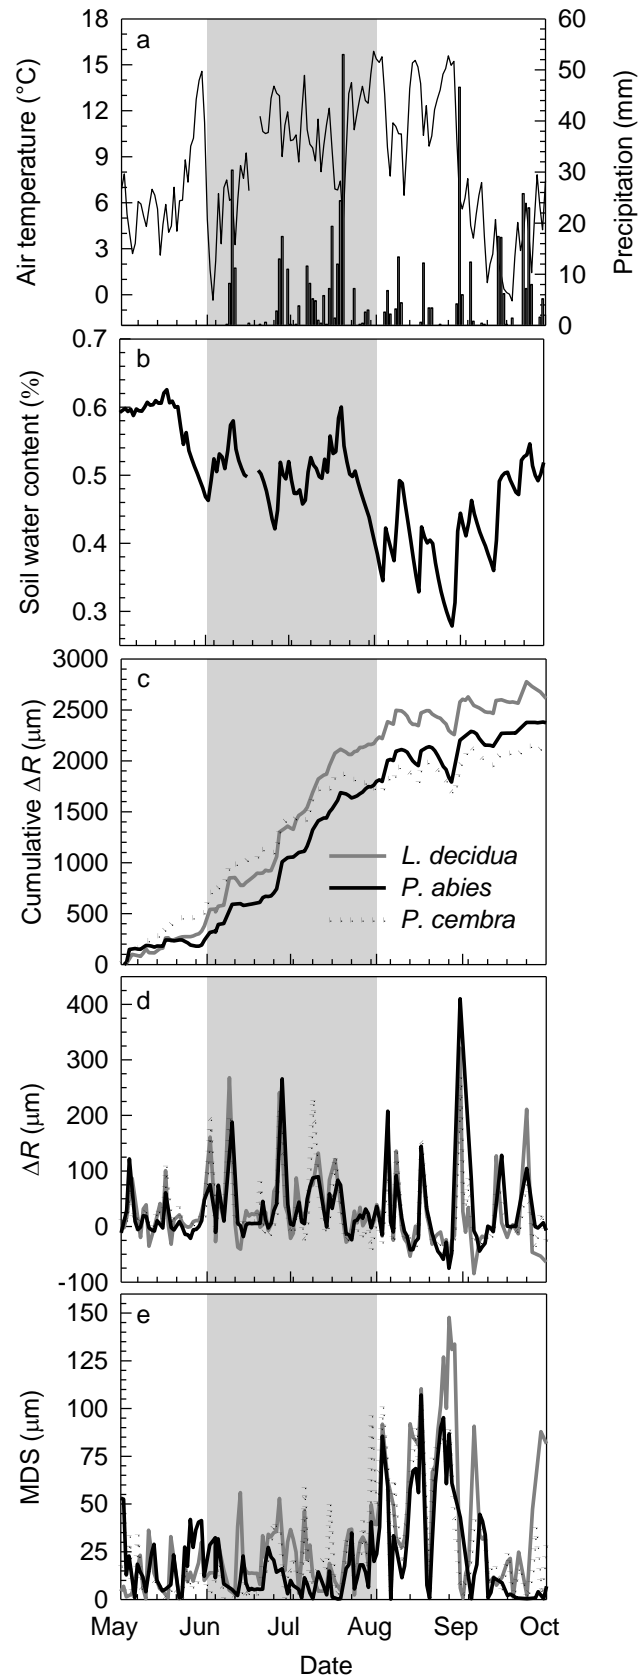 a
18
15
12
9
6
3
0
Air temperature (°C)
60
50
40
30
20
10
0
Precipitation (mm)
b
0.7
0.6
0.5
0.4
0.3
Soil water content (%)
c
3000
2500
2000
1500
1000
500
0
Cumulative ΔR (μm)
L. decidua
P. abies
P. cembra
d
400
300
200
100
0
-100
ΔR (μm)
e
150
125
100
75
50
25
0
MDS (μm)
May Jun Jul Aug Sep Oct
Date